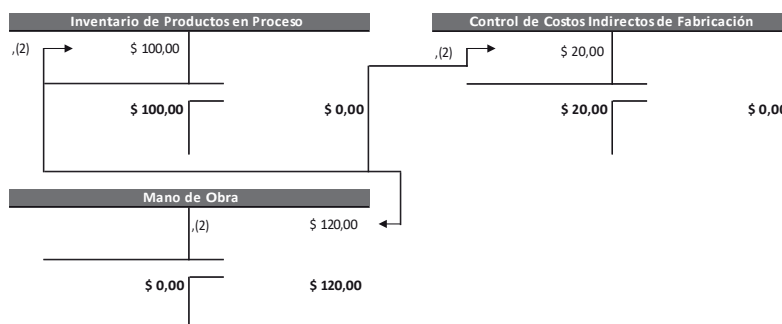 Inventario de Productos en Proceso
,(2) $ 100,00
$ 100,00 $ 0,00
Control de Costos Indirectos de Fabricación
,(2) $ 20,00
$ 20,00 $ 0,00
Mano de Obra
,(2) $ 120,00
$ 0,00 $ 120,00